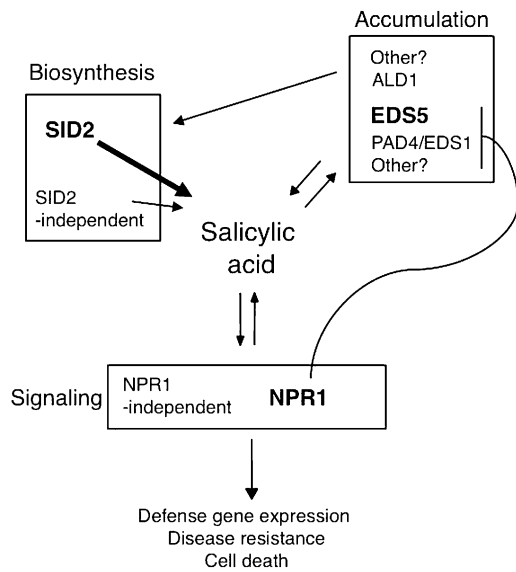 Accumulation
Other?
ALD1
EDS5
PAD4/EDS1
Other?
Biosynthesis
SID2
SID2
-independent
Salicylic
acid
Signaling
NPR1
-independent
NPR1
Defense gene expression
Disease resistance
Cell death